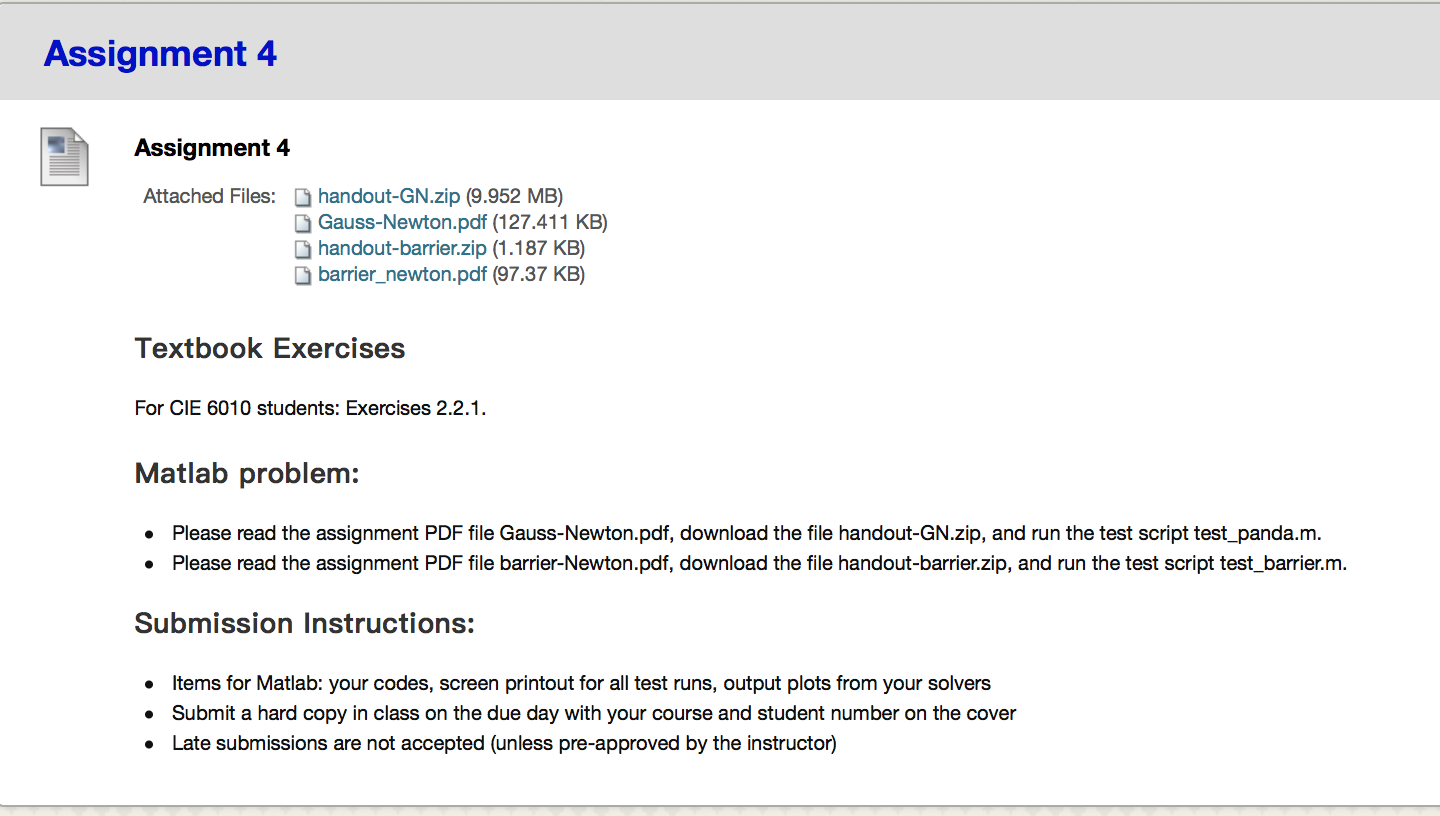 Assignment 4
Assignment 4
Attached Files: handout-GN.zip (9.952 MB)
Gauss-Newton.pdf (127.411 KB)
handout-barrier.zip (1.187 KB)
barrier_newton.pdf (97.37 KB)
Textbook Exercises
For CIE 6010 students: Exercises 2.2.1.
Matlab problem:
• Please read the assignment PDF file Gauss-Newton.pdf, download the file handout-GN.zip, and run the test script test_panda.m.
• Please read the assignment PDF file barrier-Newton.pdf, download the file handout-barrier.zip, and run the test script test_barrier.m.
Submission Instructions:
• Items for Matlab: your codes, screen printout for all test runs, output plots from your solvers
• Submit a hard copy in class on the due day with your course and student number on the cover
• Late submissions are not accepted (unless pre-approved by the instructor)